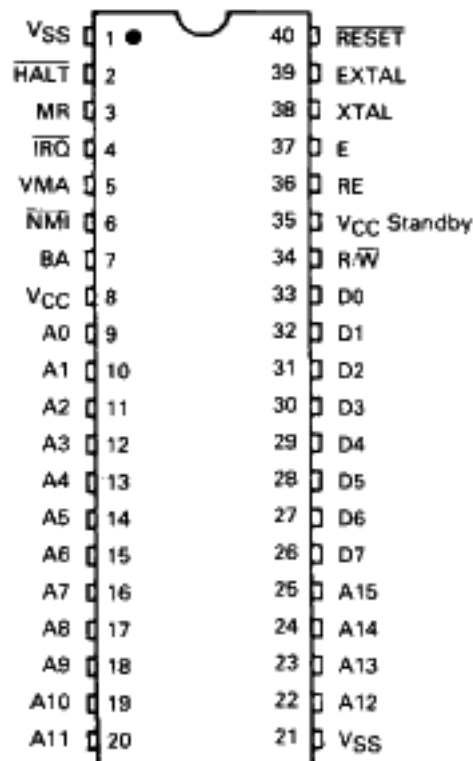 VSS 1 40 RESET
HALT 2 39 EXTAL
MR 3 38 XTAL
IRQ 4 37 E
VMA 5 36 RE
NMI 6 35 VCC Standby
BA 7 34 R/W
VCC 8 33 D0
A0 9 32 D1
A1 10 31 D2
A2 11 30 D3
A3 12 29 D4
A4 13 28 D5
A5 14 27 D6
A6 15 26 D7
A7 16 25 A15
A8 17 24 A14
A9 18 23 A13
A10 19 22 A12
A11 20 21 VSS